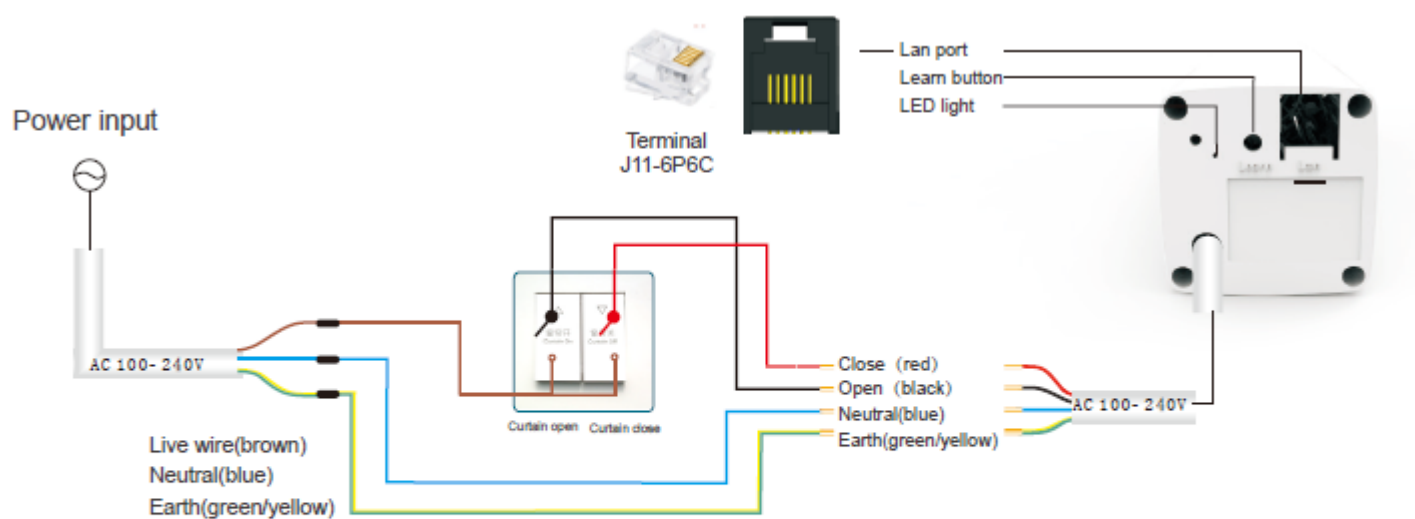 Lan port
Learn button
LED light
Terminal
J11-6P6C
Power input
AC 100-240V
Live wire(brown)
Neutral(blue)
Earth(green/yellow)
Curtain open
Curtain close
Close (red)
Open (black)
Neutral(blue)
Earth(green/yellow)
AC 100-240V